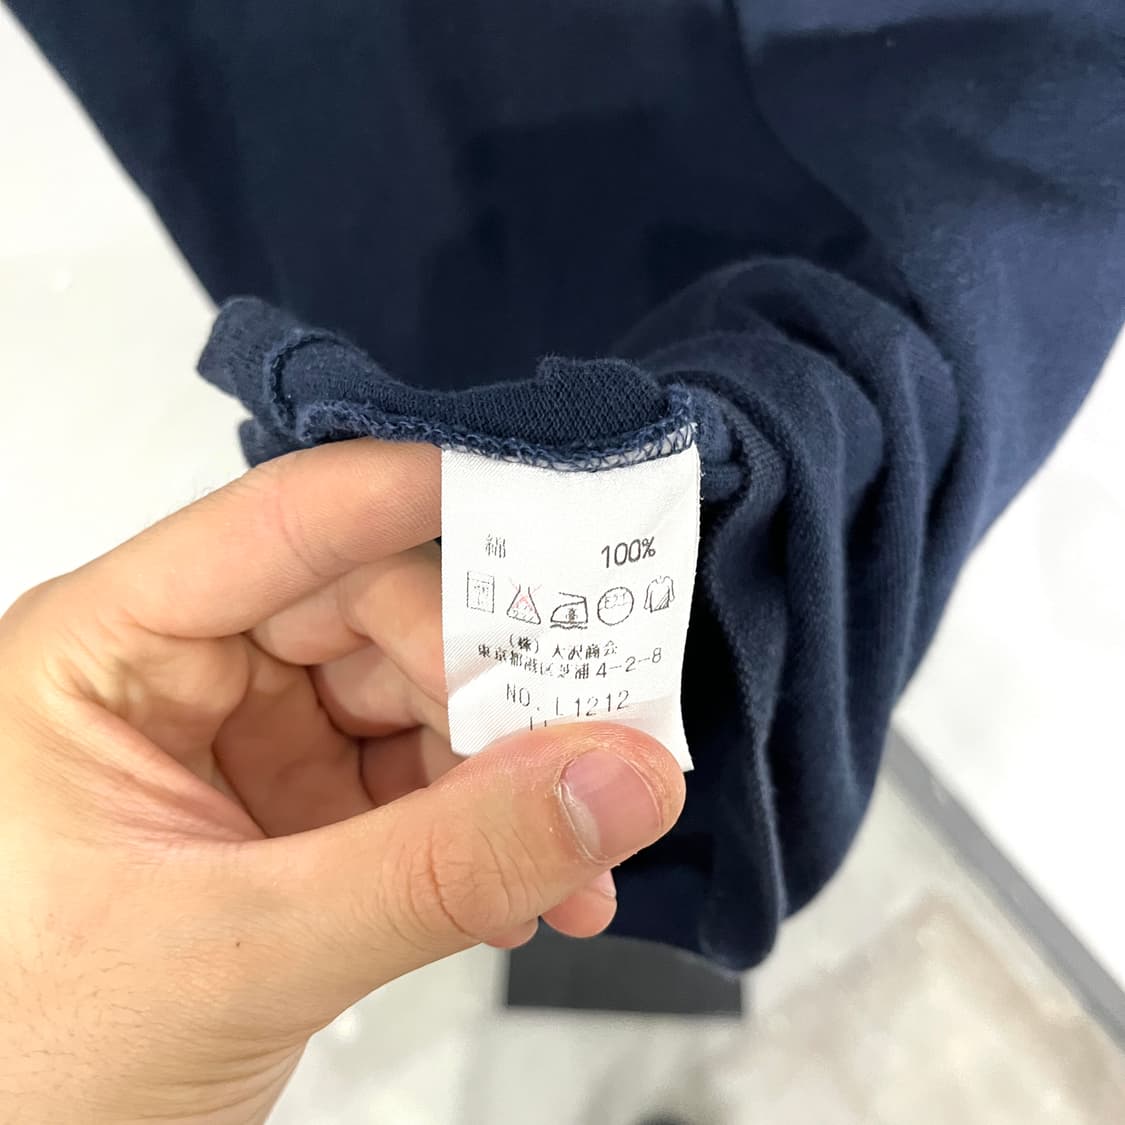 綿 100%
(株) 大沢商会
東京都港区芝浦4-2-8
NO. L1212